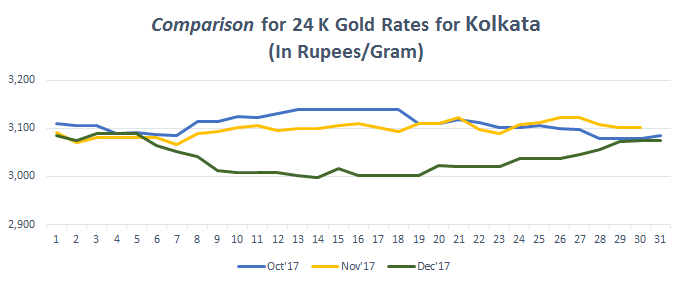 Comparison for 24 K Gold Rates for Kolkata
(In Rupees/Gram)
3,200
3,100
3,000
2,900
1 2 3 4 5 6 7 8 9 10 11 12 13 14 15 16 17 18 19 20 21 22 23 24 25 26 27 28 29 30 31
Oct'17 Nov'17 Dec'17